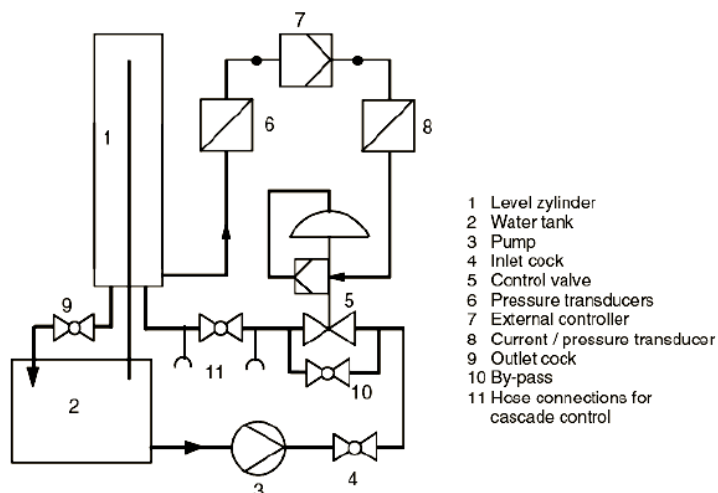 7
1
6
8
5
9
2
11
10
3
4
1 Level zylinder
2 Water tank
3 Pump
4 Inlet cock
5 Control valve
6 Pressure transducers
7 External controller
8 Current / pressure transducer
9 Outlet cock
10 By-pass
11 Hose connections for
cascade control